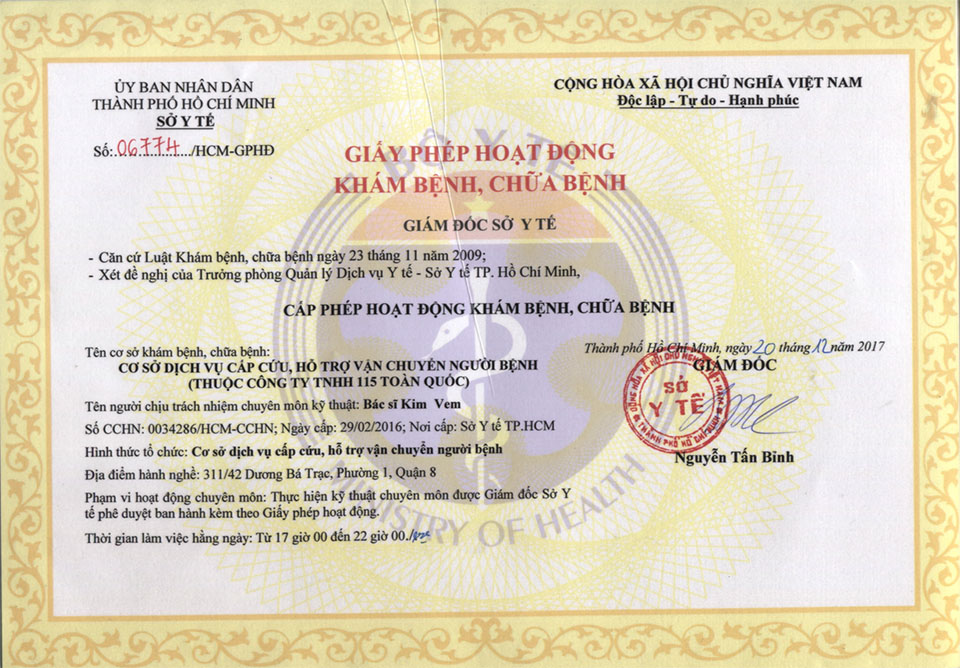 ỦY BAN NHÂN DÂN
THÀNH PHỐ HỒ CHÍ MINH
SỞ Y TẾ
Số: 06774/HCM-GPHĐ
CỘNG HÒA XÃ HỘI CHỦ NGHĨA VIỆT NAM
Độc lập - Tự do - Hạnh phúc
BỘ Y TẾ
GIẤY PHÉP HOẠT ĐỘNG
KHÁM BỆNH, CHỮA BỆNH
GIÁM ĐỐC SỞ Y TẾ
- Căn cứ Luật Khám bệnh, chữa bệnh ngày 23 tháng 11 năm 2009;
- Xét đề nghị của Trưởng phòng Quản lý Dịch vụ Y tế - Sở Y tế TP. Hồ Chí Minh,
CẤP PHÉP HOẠT ĐỘNG KHÁM BỆNH, CHỮA BỆNH
Tên cơ sở khám bệnh, chữa bệnh:
CƠ SỞ DỊCH VỤ CẤP CỨU, HỖ TRỢ VẬN CHUYỂN NGƯỜI BỆNH
(THUỘC CÔNG TY TNHH 115 TOÀN QUỐC)
Tên người chịu trách nhiệm chuyên môn kỹ thuật: Bác sĩ Kim Vem
Số CCHN: 0034286/HCM-CCHN; Ngày cấp: 29/02/2016; Nơi cấp: Sở Y tế TP.HCM
Hình thức tổ chức: Cơ sở dịch vụ cấp cứu, hỗ trợ vận chuyển người bệnh
Địa điểm hành nghề: 311/42 Dương Bá Trạc, Phường 1, Quận 8
Phạm vi hoạt động chuyên môn: Thực hiện kỹ thuật chuyên môn được Giám đốc Sở Y
tế phê duyệt ban hành kèm theo Giấy phép hoạt động.
Thời gian làm việc hằng ngày: Từ 17 giờ 00 đến 22 giờ 00./
Thành phố Hồ Chí Minh, ngày 20 tháng 12 năm 2017
GIÁM ĐỐC
CỘNG HÒA XÃ HỘI CHỦ NGHĨA VIỆT NAM
SỞ
Y TẾ
THÀNH PHỐ HỒ CHÍ MINH
Nguyễn Tấn Bỉnh
MINISTRY OF HEALTH